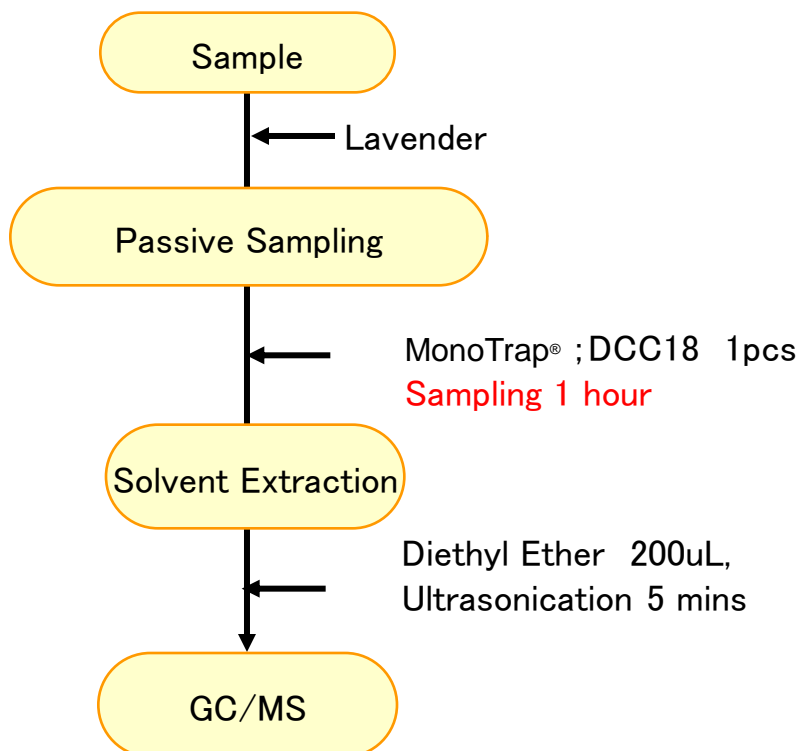 Sample
Lavender
Passive Sampling
MonoTrap® ;DCC18 1pcs
Sampling 1 hour
Solvent Extraction
Diethyl Ether 200uL,
Ultrasonication 5 mins
GC/MS